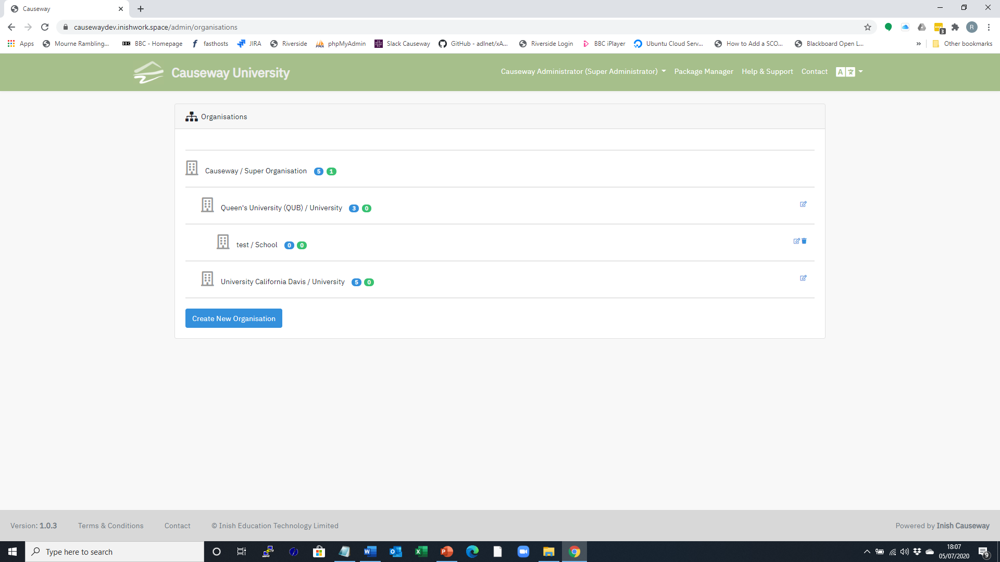 Causeway
causewaydev.inishwork.space/admin/organisations
3
R
Apps
Mourne Rambling...
BBC
BBC - Homepage
fasthosts
JIRA
Riverside
PMA
phpMyAdmin
Slack Causeway
GitHub - adlnet/xA...
Riverside Login
BBC iPlayer
Ubuntu Cloud Serv...
How to Add a SCO...
Blackboard Open L...
»
Other bookmarks
Causeway University
Causeway Administrator (Super Administrator)
Package Manager
Help & Support
Contact
A 文
Organisations
Causeway / Super Organisation 5 1
Queen's University (QUB) / University 3 0
test / School 0 0
University California Davis / University 5 0
Create New Organisation
Version: 1.0.3
Terms & Conditions
Contact
© Inish Education Technology Limited
Powered by Inish Causeway
Type here to search
18:07
05/07/2020
9